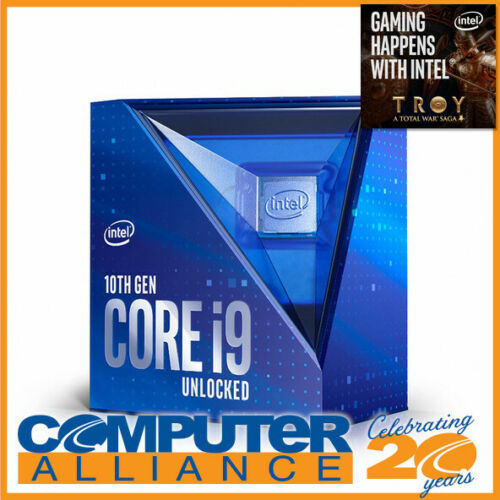 GAMING
HAPPENS
WITH INTEL®
intel
TROY
A TOTAL WAR SAGA
intel
intel
10TH GEN
CORE i9
UNLOCKED
COMPUTER
ALLIANCE
Celebrating
20
years